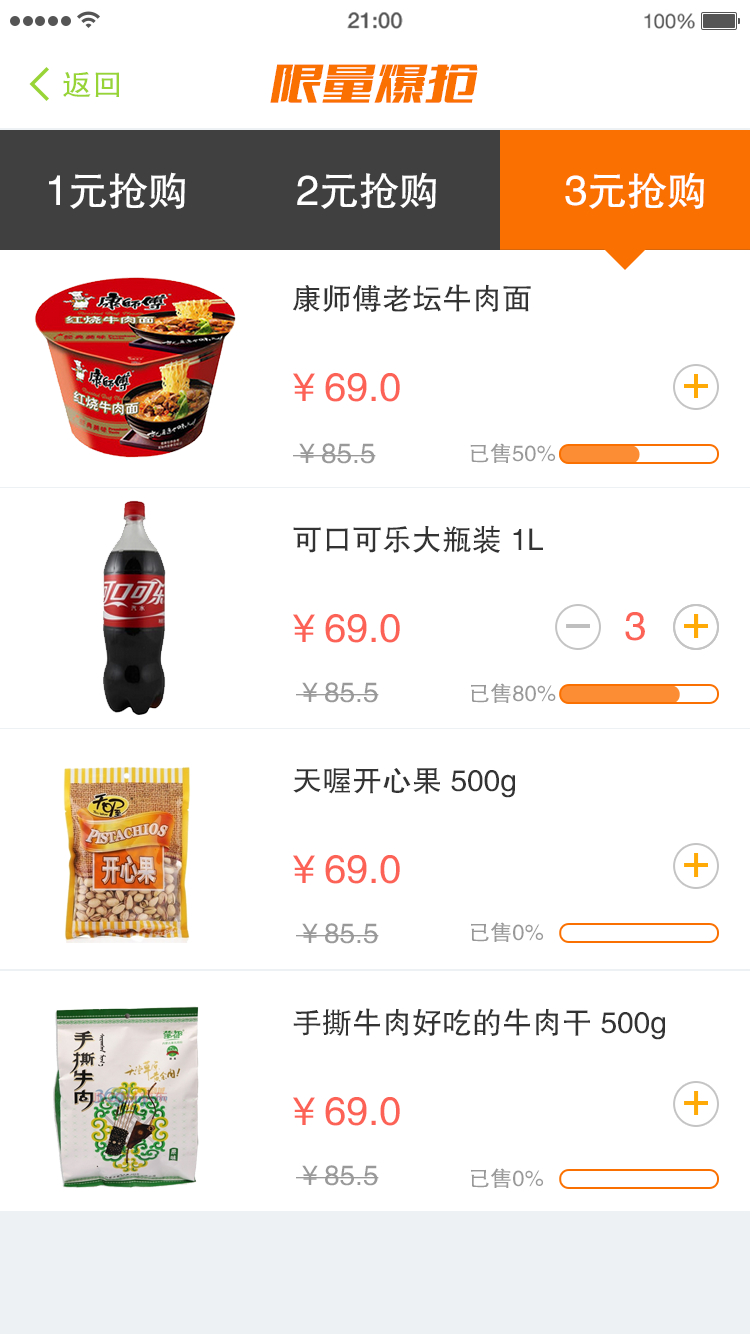 21:00
100%
返回
限量爆抢
1元抢购
2元抢购
3元抢购
康师傅
红烧牛肉面
康师傅
红烧牛肉面
康师傅老坛牛肉面
¥ 69.0
¥ 85.5
已售50%
可口可乐
汽水
可口可乐大瓶装 1L
¥ 69.0
3
¥ 85.5
已售80%
天喔
PISTACHIOS
开心果
天喔开心果 500g
¥ 69.0
¥ 85.5
已售0%
手撕牛肉
手撕牛肉好吃的牛肉干 500g
¥ 69.0
¥ 85.5
已售0%